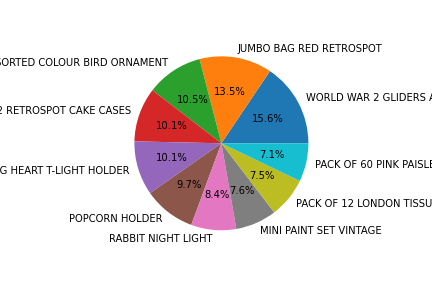 JUMBO BAG RED RETROSPOT
SORTED COLOUR BIRD ORNAMENT
WORLD WAR 2 GLIDERS A
2 RETROSPOT CAKE CASES
G HEART T-LIGHT HOLDER
PACK OF 60 PINK PAISLE
PACK OF 12 LONDON TISSU
POPCORN HOLDER
MINI PAINT SET VINTAGE
RABBIT NIGHT LIGHT
13.5%
10.5%
15.6%
10.1%
10.1%
7.1%
7.5%
9.7%
7.6%
8.4%